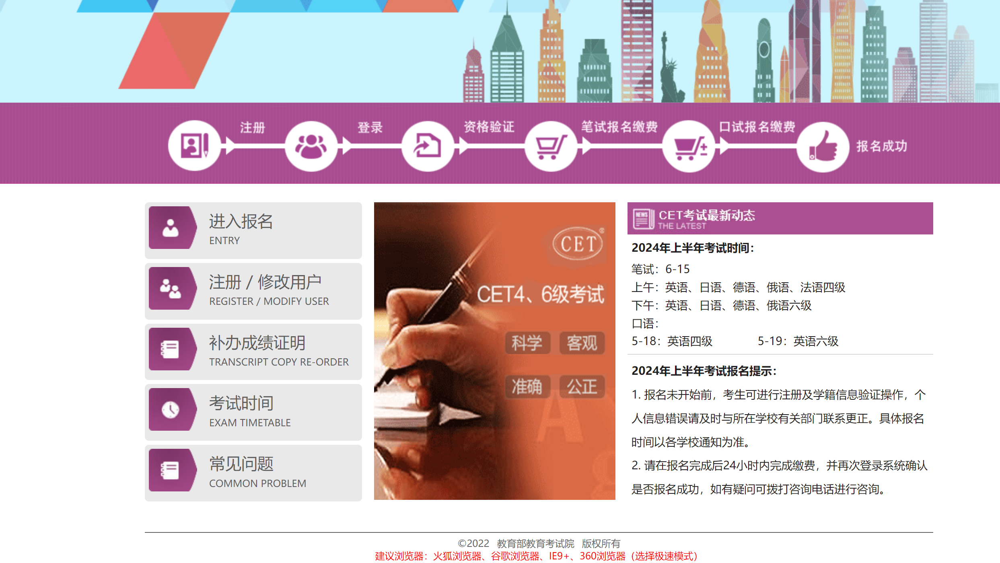 注册
登录
资格验证
笔试报名缴费
口试报名缴费
报名成功
进入报名
ENTRY
注册 / 修改用户
REGISTER / MODIFY USER
补办成绩证明
TRANSCRIPT COPY RE-ORDER
考试时间
EXAM TIMETABLE
常见问题
COMMON PROBLEM
CET®
CET4、6级考试
科学 客观
准确 公正
NEWS
CET考试最新动态
THE LATEST
2024年上半年考试时间：
笔试：6-15
上午：英语、日语、德语、俄语、法语四级
下午：英语、日语、德语、俄语六级
口语：
5-18：英语四级 5-19：英语六级
2024年上半年考试报名提示：
1. 报名未开始前，考生可进行注册及学籍信息验证操作，个
人信息错误请及时与所在学校有关部门联系更正。具体报名
时间以各学校通知为准。
2. 请在报名完成后24小时内完成缴费，并再次登录系统确认
是否报名成功，如有疑问可拨打咨询电话进行咨询。
©2022 教育部教育考试院 版权所有
建议浏览器：火狐浏览器、谷歌浏览器、IE9+、360浏览器（选择极速模式）